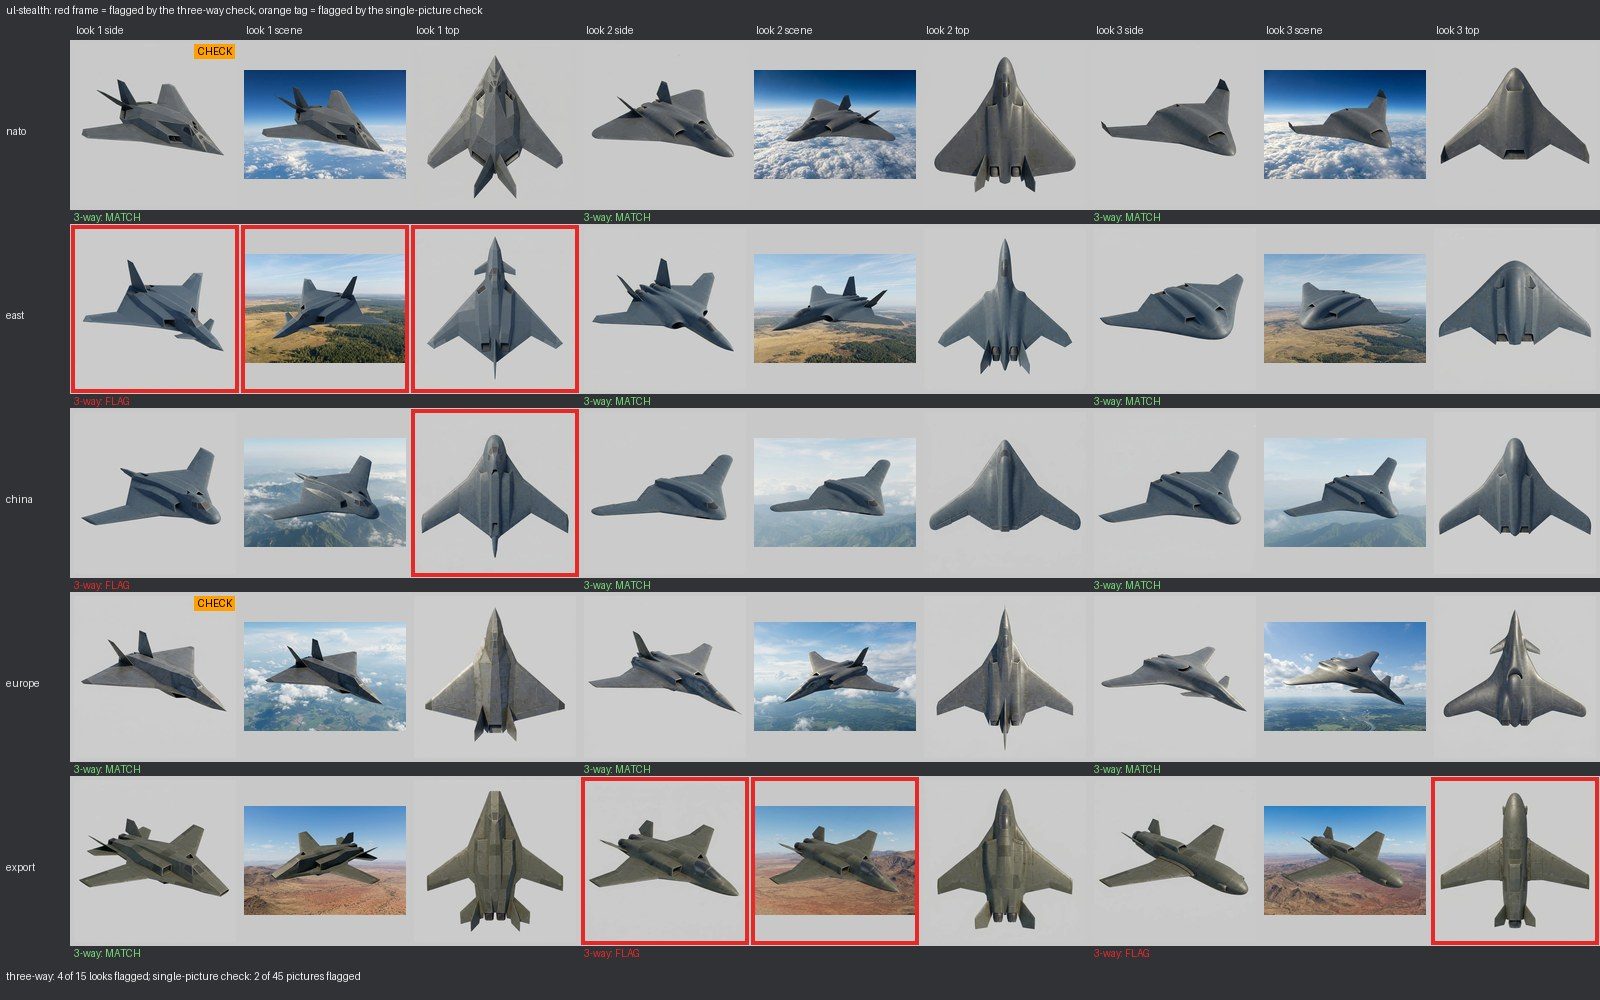 ul-stealth: red frame = flagged by the three-way check, orange tag = flagged by the single-picture check
look 1 side look 1 scene look 1 top look 2 side look 2 scene look 2 top look 3 side look 3 scene look 3 top
CHECK
nato
3-way: MATCH 3-way: MATCH 3-way: MATCH
east
3-way: FLAG 3-way: MATCH 3-way: MATCH
china
3-way: FLAG 3-way: MATCH 3-way: MATCH
CHECK
europe
3-way: MATCH 3-way: MATCH 3-way: MATCH
export
3-way: MATCH 3-way: FLAG 3-way: FLAG
three-way: 4 of 15 looks flagged; single-picture check: 2 of 45 pictures flagged